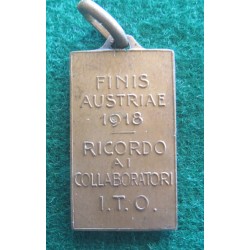 FINIS
AUSTRIAE
1918
RICORDO
AI
COLLABORATORI
I.T.O.